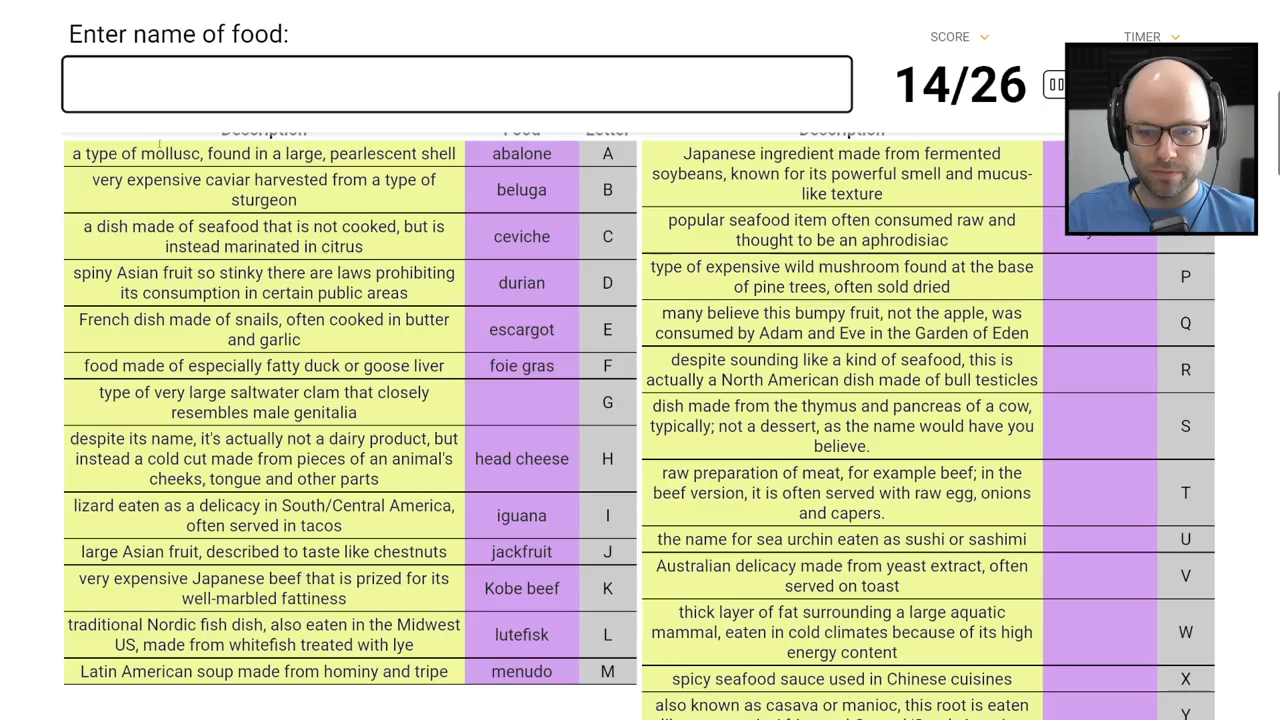 Enter name of food:
SCORE
TIMER
14/26
Description
Food
Letter
Description
a type of mollusc, found in a large, pearlescent shell
abalone
A
very expensive caviar harvested from a type of
sturgeon
beluga
B
a dish made of seafood that is not cooked, but is
instead marinated in citrus
ceviche
C
spiny Asian fruit so stinky there are laws prohibiting
its consumption in certain public areas
durian
D
French dish made of snails, often cooked in butter
and garlic
escargot
E
food made of especially fatty duck or goose liver
foie gras
F
type of very large saltwater clam that closely
resembles male genitalia
G
despite its name, it's actually not a dairy product, but
instead a cold cut made from pieces of an animal's
cheeks, tongue and other parts
head cheese
H
lizard eaten as a delicacy in South/Central America,
often served in tacos
iguana
I
large Asian fruit, described to taste like chestnuts
jackfruit
J
very expensive Japanese beef that is prized for its
well-marbled fattiness
Kobe beef
K
traditional Nordic fish dish, also eaten in the Midwest
US, made from whitefish treated with lye
lutefisk
L
Latin American soup made from hominy and tripe
menudo
M
Japanese ingredient made from fermented
soybeans, known for its powerful smell and mucus-
like texture
popular seafood item often consumed raw and
thought to be an aphrodisiac
type of expensive wild mushroom found at the base
of pine trees, often sold dried
P
many believe this bumpy fruit, not the apple, was
consumed by Adam and Eve in the Garden of Eden
Q
despite sounding like a kind of seafood, this is
actually a North American dish made of bull testicles
R
dish made from the thymus and pancreas of a cow,
typically; not a dessert, as the name would have you
believe.
S
raw preparation of meat, for example beef; in the
beef version, it is often served with raw egg, onions
and capers.
T
the name for sea urchin eaten as sushi or sashimi
U
Australian delicacy made from yeast extract, often
served on toast
V
thick layer of fat surrounding a large aquatic
mammal, eaten in cold climates because of its high
energy content
W
spicy seafood sauce used in Chinese cuisines
X
also known as casava or manioc, this root is eaten
Y